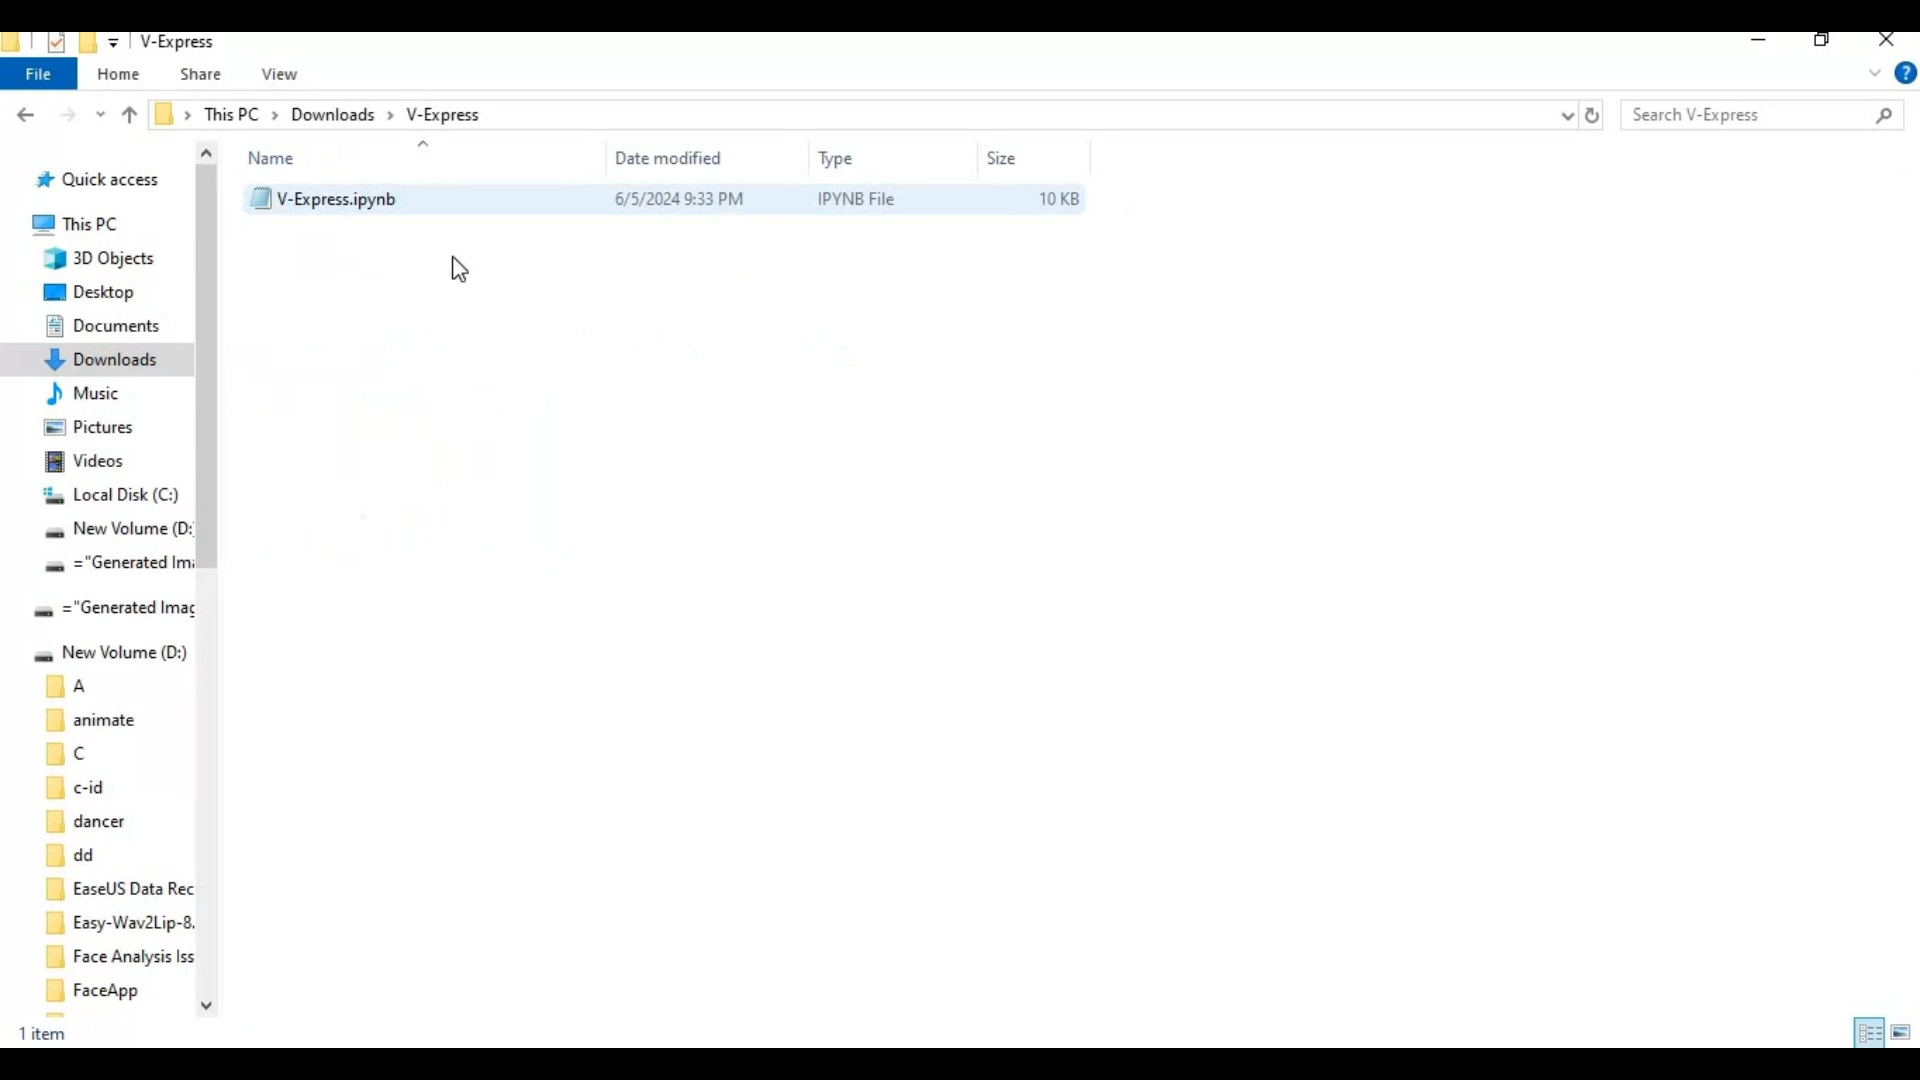 V-Express
File Home Share View
This PC Downloads V-Express
Search V-Express
Name Date modified Type Size
V-Express.ipynb 6/5/2024 9:33 PM IPYNB File 10 KB
Quick access
This PC
3D Objects
Desktop
Documents
Downloads
Music
Pictures
Videos
Local Disk (C:)
New Volume (D:
="Generated Ima
="Generated Imag
New Volume (D:)
A
animate
C
c-id
dancer
dd
EaseUS Data Rec
Easy-Wav2Lip-8.
Face Analysis Iss
FaceApp
1 item